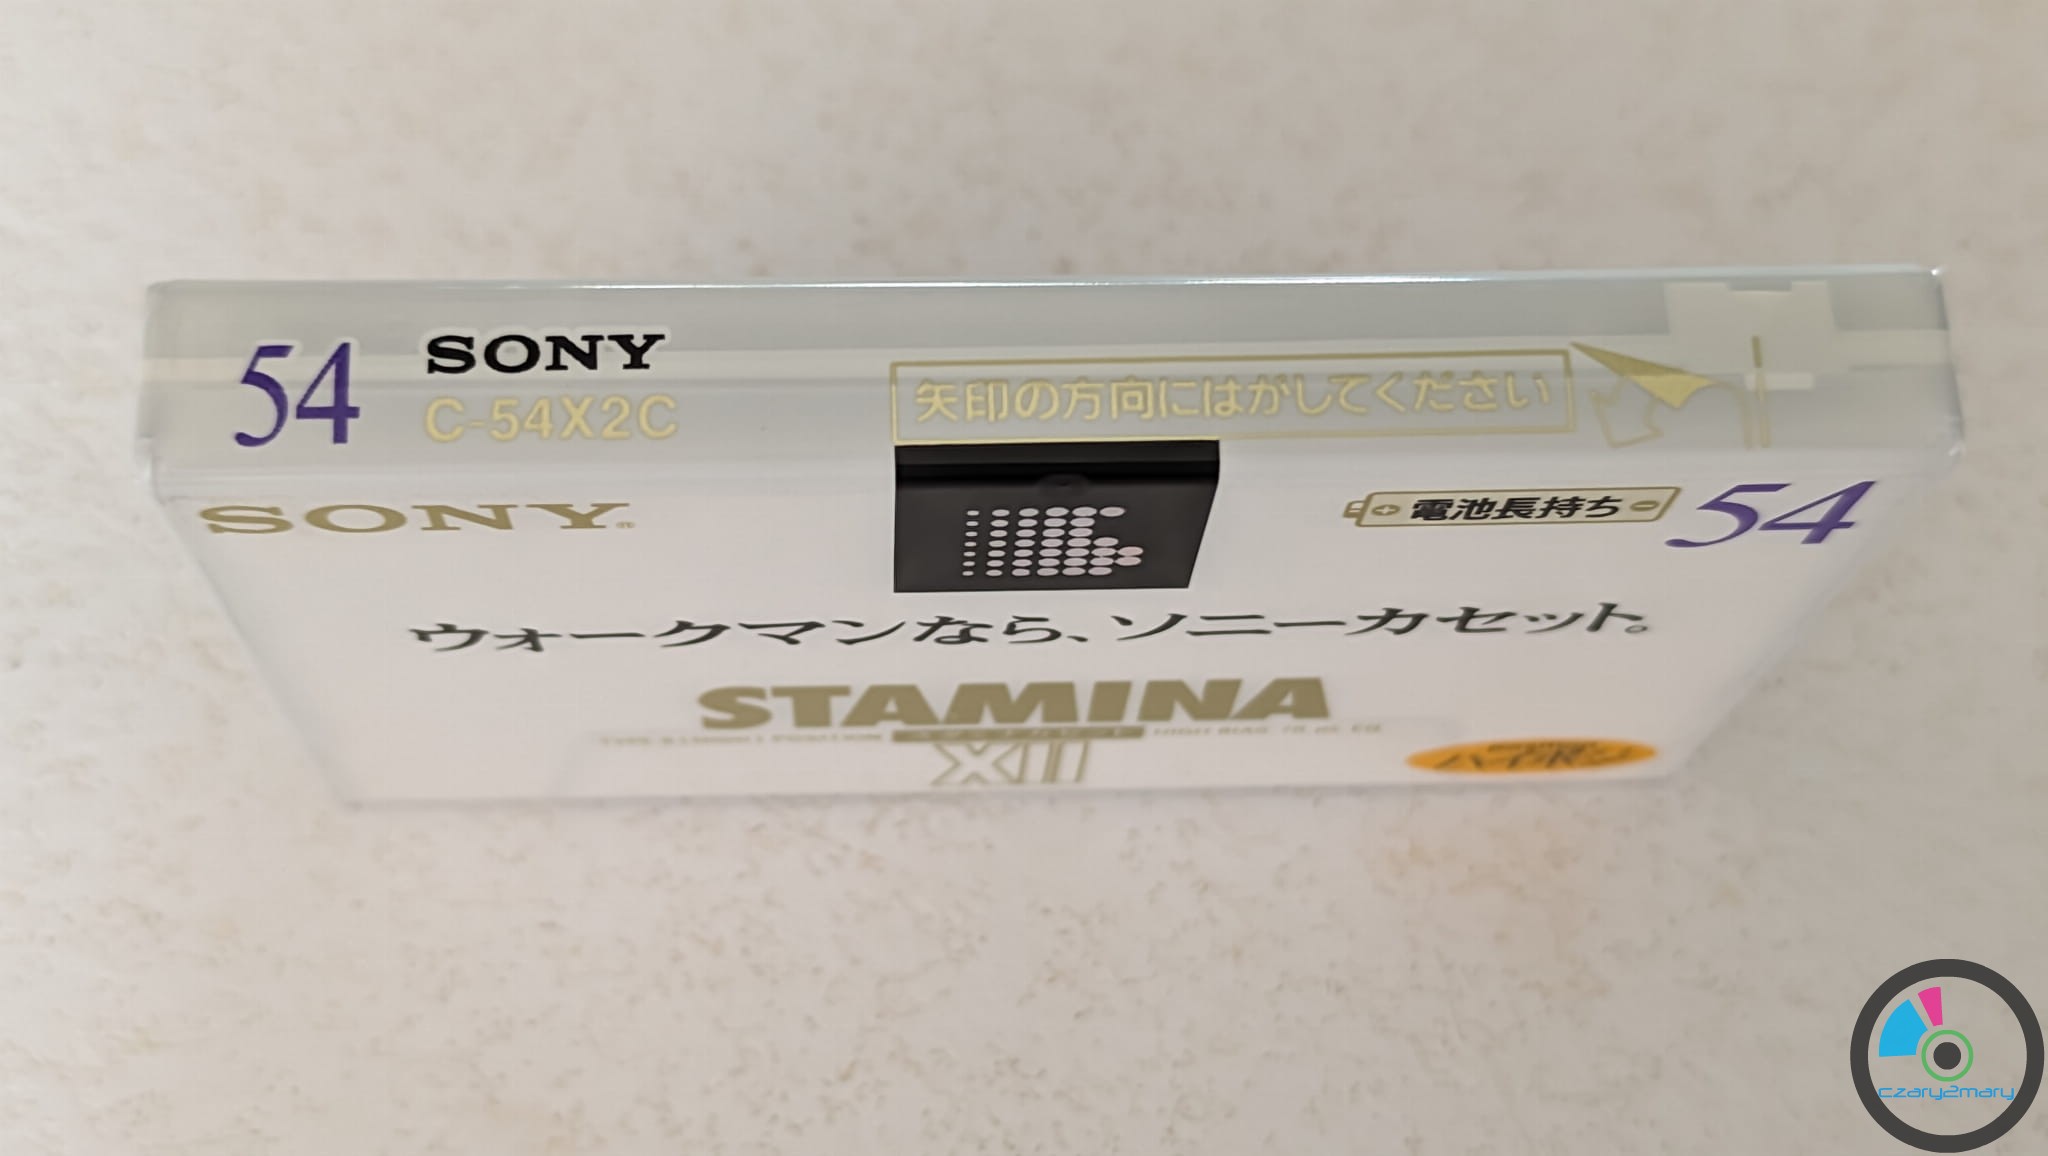 54
SONY
C-54X2C
矢印の方向にはがしてください
SONY®
電池長持ち
54
ウォークマンなら、ソニーカセット。
STAMINA
XII
czary2mary